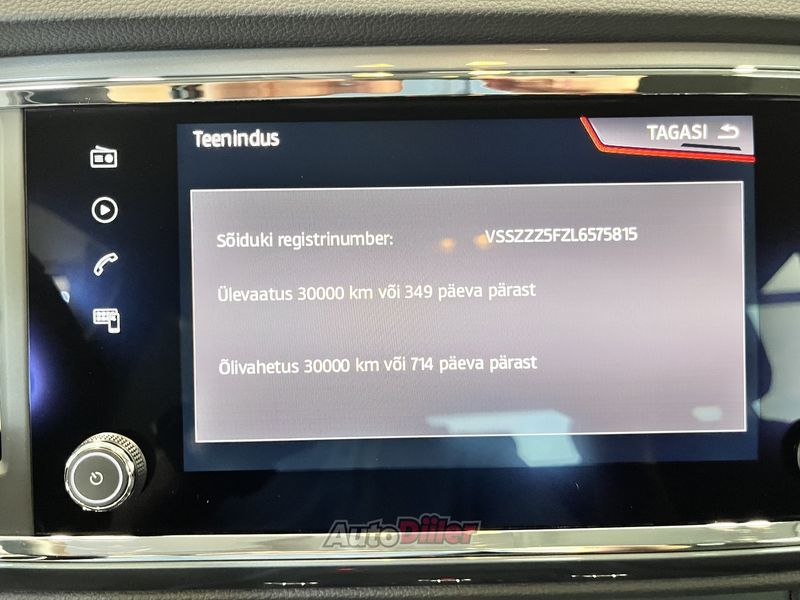 Teenindus
TAGASI
Sõiduki registrinumber: VSSZZZ5FZL6575815
Ülevaatus 30000 km või 349 päeva pärast
Õlivahetus 30000 km või 714 päeva pärast
AutoDiiler